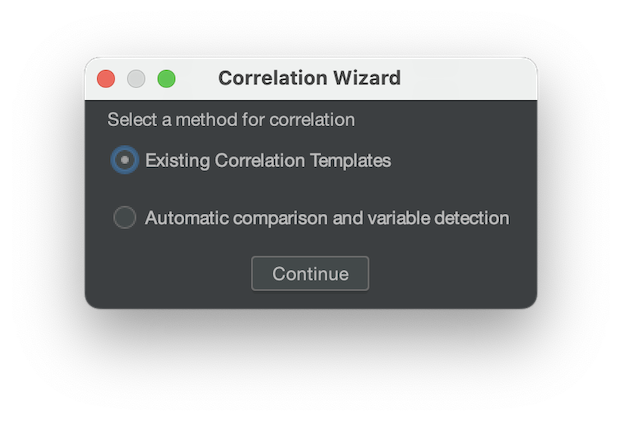 Correlation Wizard
Select a method for correlation
Existing Correlation Templates
Automatic comparison and variable detection
Continue